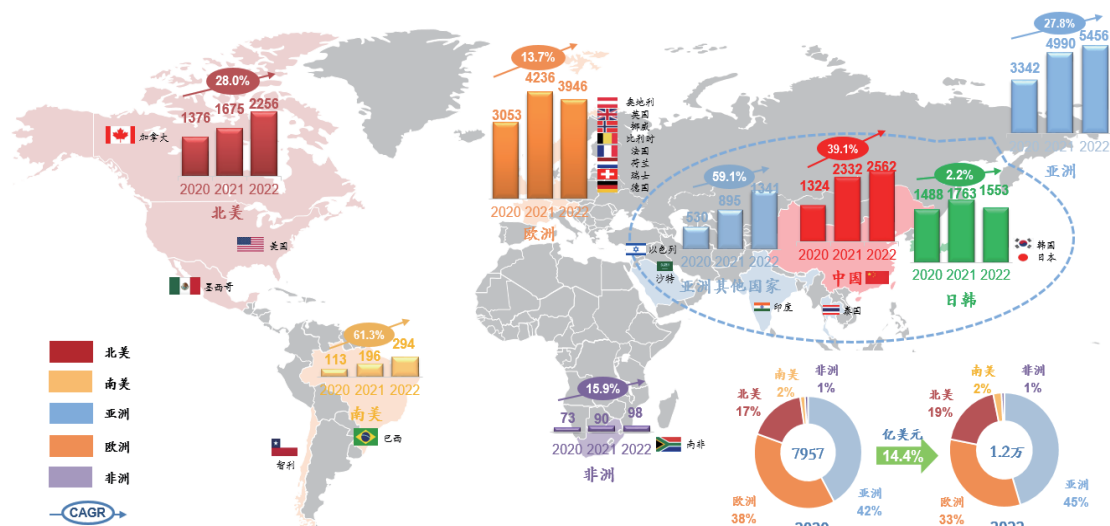 28.0%
1376
1675
2256
2020 2021 2022
北美
加拿大
美国
墨西哥
13.7%
3053
4236
3946
2020 2021 2022
欧洲
奥地利
英国
挪威
比利时
法国
荷兰
瑞士
德国
27.8%
3342
4990
5456
亚洲
59.1%
530
895
1341
2020 2021 2022
亚洲其他国家
以色列
沙特
印度
泰国
39.1%
1324
2332
2562
2020 2021 2022
中国
2.2%
1488
1763
1553
2020 2021 2022
日韩
韩国
日本
61.3%
113
196
294
2020 2021 2022
南美
巴西
智利
15.9%
73
90
98
2020 2021 2022
非洲
南非
北美
南美
亚洲
欧洲
非洲
CAGR
南美
2%
非洲
1%
北美
17%
7957
亚洲
42%
欧洲
38%
2020
亿美元
14.4%
南美
2%
非洲
1%
北美
19%
1.2万
亚洲
45%
欧洲
33%
2022